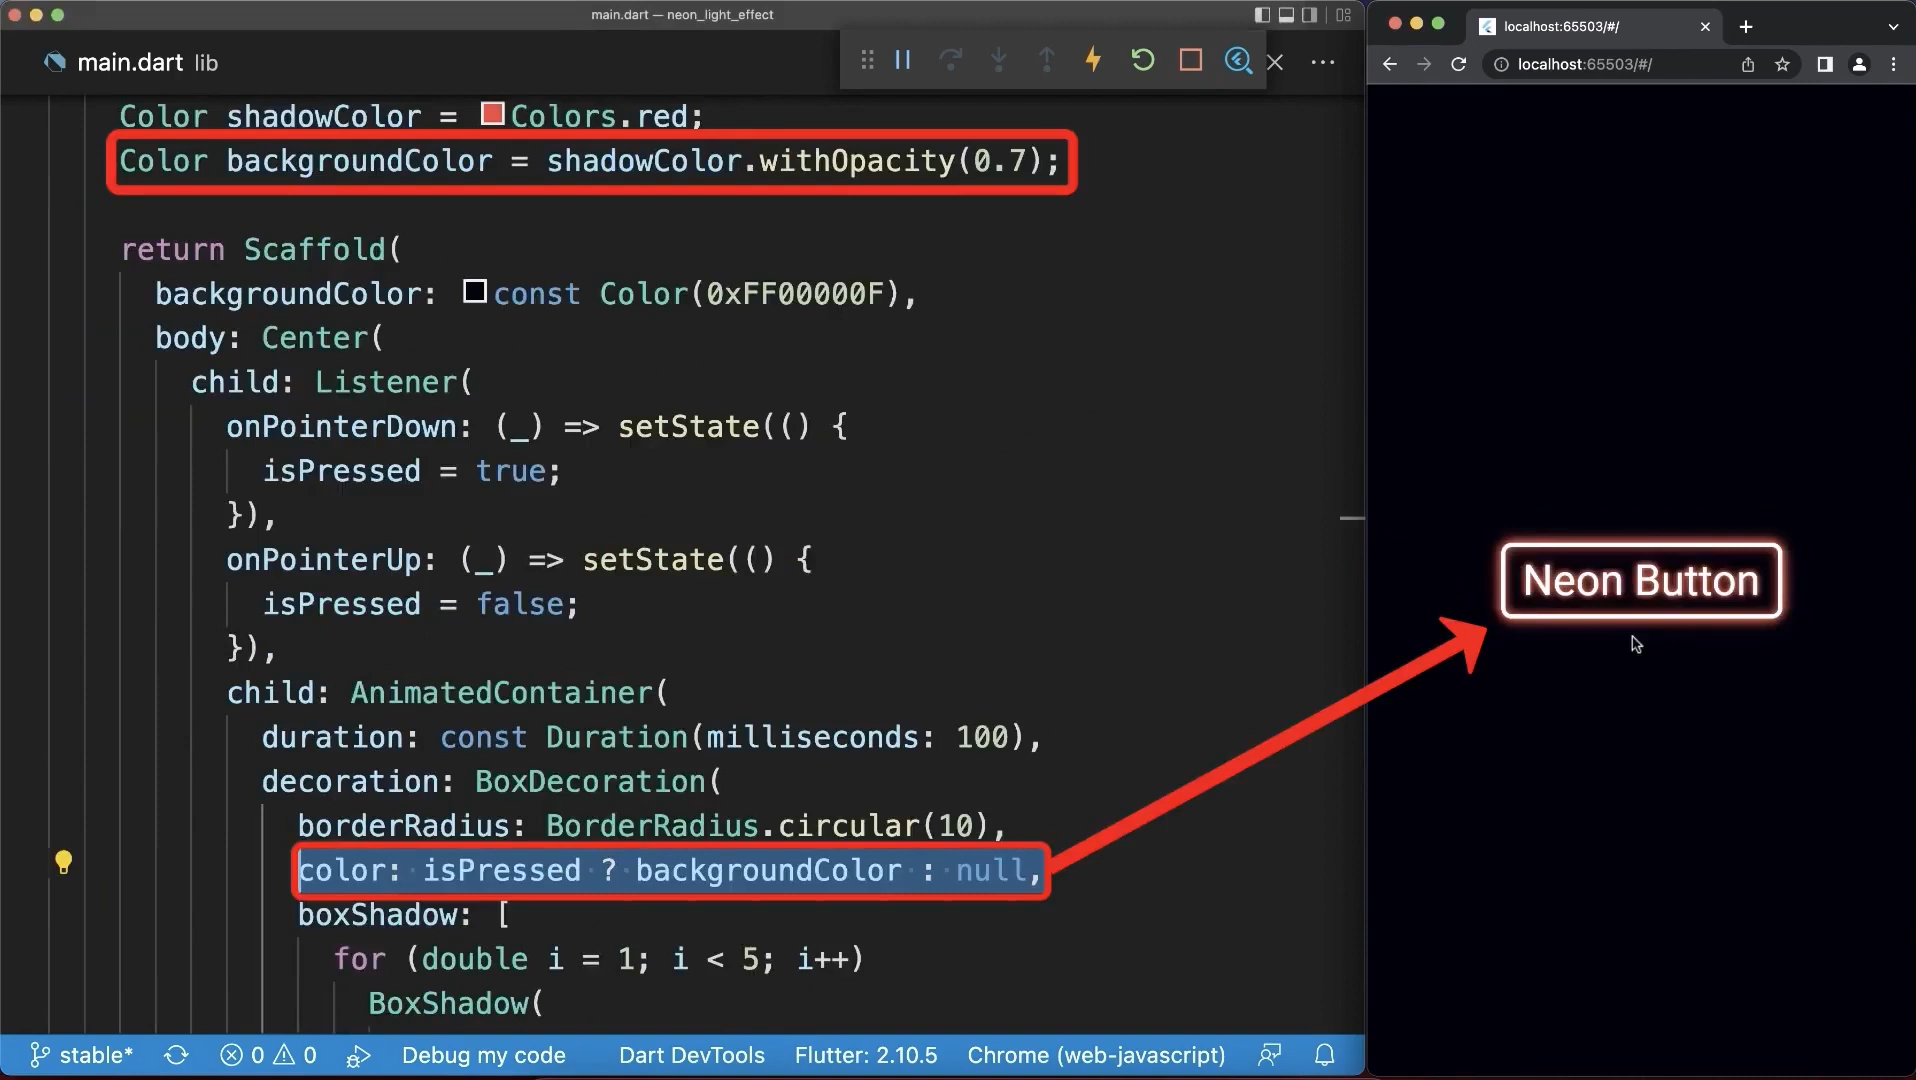 main.dart — neon_light_effect
main.dart lib
Color shadowColor = Colors.red;
Color backgroundColor = shadowColor.withOpacity(0.7);
return Scaffold(
backgroundColor: const Color(0xFF00000F),
body: Center(
child: Listener(
onPointerDown: (_) => setState(() {
isPressed = true;
}),
onPointerUp: (_) => setState(() {
isPressed = false;
}),
child: AnimatedContainer(
duration: const Duration(milliseconds: 100),
decoration: BoxDecoration(
borderRadius: BorderRadius.circular(10),
color: isPressed ? backgroundColor : null,
boxShadow: [
for (double i = 1; i < 5; i++)
BoxShadow(
stable* 0 0 Debug my code Dart DevTools Flutter: 2.10.5 Chrome (web-javascript)
localhost:65503/#/
localhost:65503/#/
Neon Button